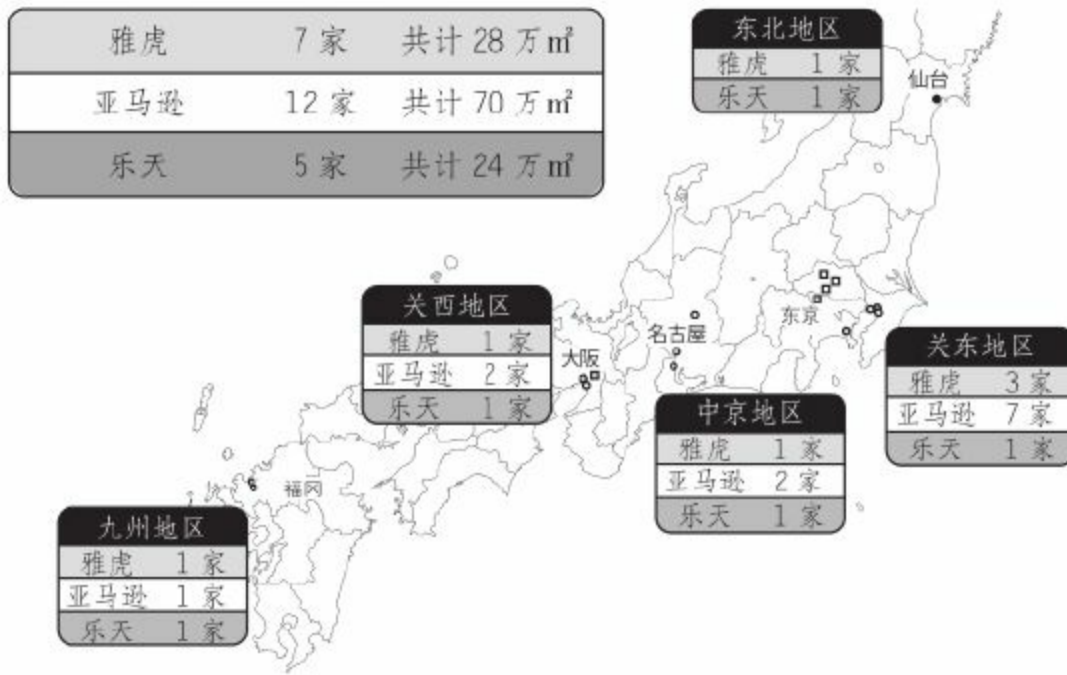 雅虎 7家 共计28万㎡
亚马逊 12家 共计70万㎡
乐天 5家 共计24万㎡
东北地区
雅虎 1家
乐天 1家
仙台
关西地区
雅虎 1家
亚马逊 2家
乐天 1家
大阪
名古屋
东京
关东地区
雅虎 3家
亚马逊 7家
乐天 1家
中京地区
雅虎 1家
亚马逊 2家
乐天 1家
福冈
九州地区
雅虎 1家
亚马逊 1家
乐天 1家